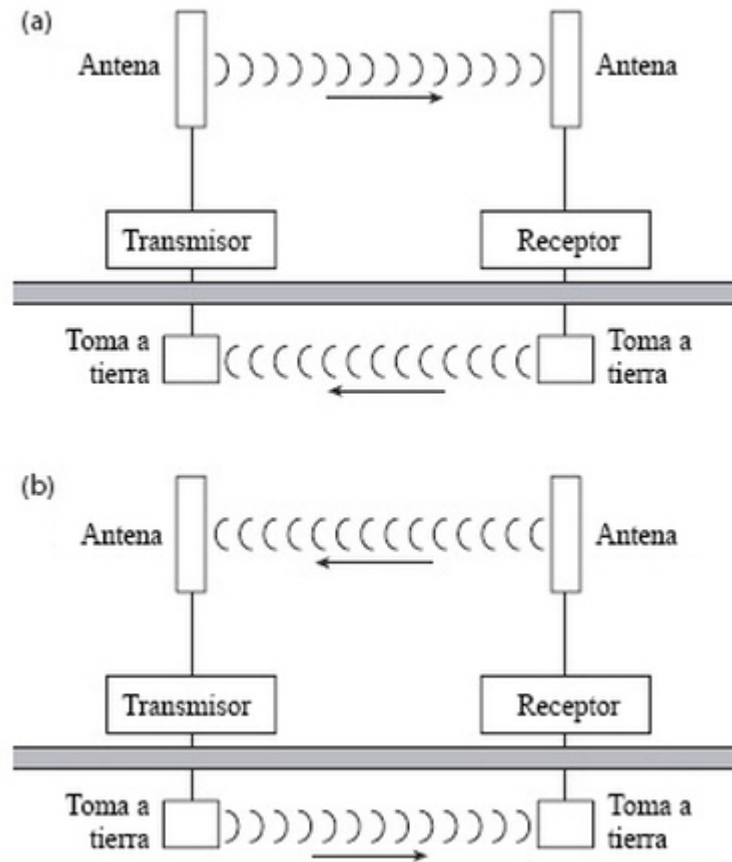 (a)
Antena
Antena
Transmisor
Receptor
Toma a
tierra
Toma a
tierra
(b)
Antena
Antena
Transmisor
Receptor
Toma a
tierra
Toma a
tierra